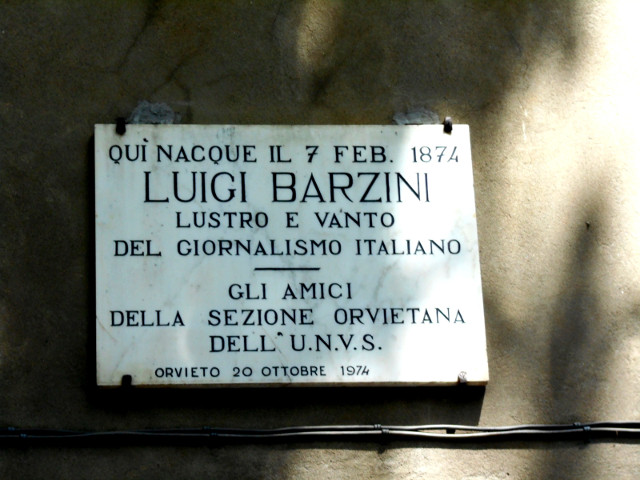 QUÌ NACQUE IL 7 FEB. 1874
LUIGI BARZINI
LUSTRO E VANTO
DEL GIORNALISMO ITALIANO
GLI AMICI
DELLA SEZIONE ORVIETANA
DELL'U.N.V.S.
ORVIETO 20 OTTOBRE 1974